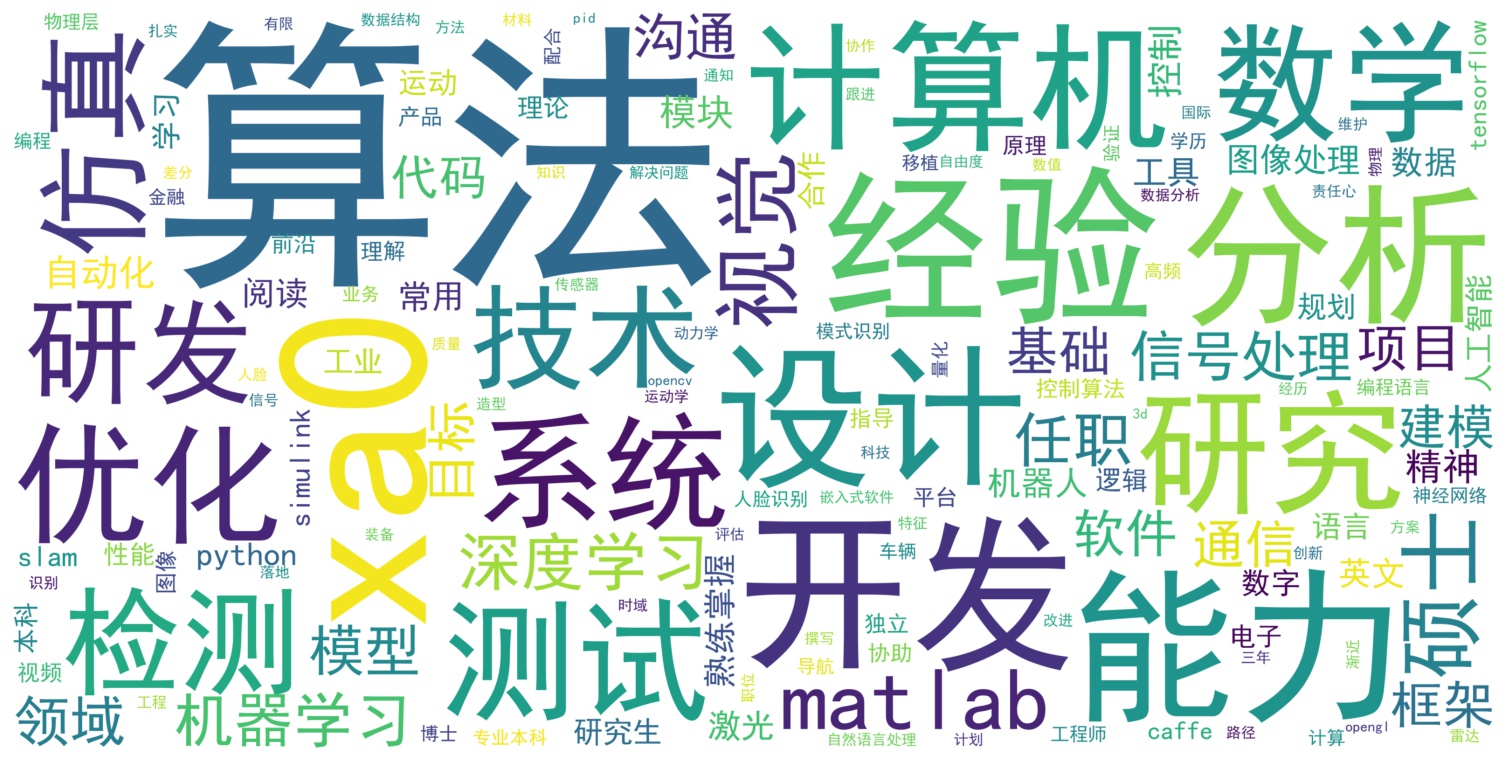 物理层
扎实
有限
数据结构
方法
材料
pid
配合
沟通
通知
协作
跟进
计算机
控制
国际
数学
维护
tensorflow
仿真
学习
算法
运动
产品
理论
模块
编程
差分
金融
代码
知识
解决问题
视觉
合作
移植
自由度
原理
数值
验证
学历
工具
数据分析
图像处理
责任心
物理
数据
前沿
理解
经验
分析
自动化
阅读
业务
常用
传感器
高频
规划
人工智能
研发
xa0
工业
质量
技术
动力学
模式识别
量化
基础
信号处理
项目
人脸
信号
opencv
运动学
造型
设计
控制算法
经历
编程语言
3d
优化
simulink
目标
系统
指导
科技
任职
研究
建模
精神
机器人
逻辑
人脸识别
嵌入式软件
平台
神经网络
装备
评估
特征
软件
通信
语言
方案
硕士
slam
性能
图像
python
落地
深度学习
熟练掌握
开发
车辆
创新
数字
英文
识别
本科
检测
模型
测试
时域
撰写
独立
改进
能力
电子
三年
渐近
视频
协助
导航
领域
工程
机器学习
博士
专业本科
研究生
激光
职位
matlab
框架
自然语言处理
计划
工程师
caffe
路径
计算
opengl
雷达